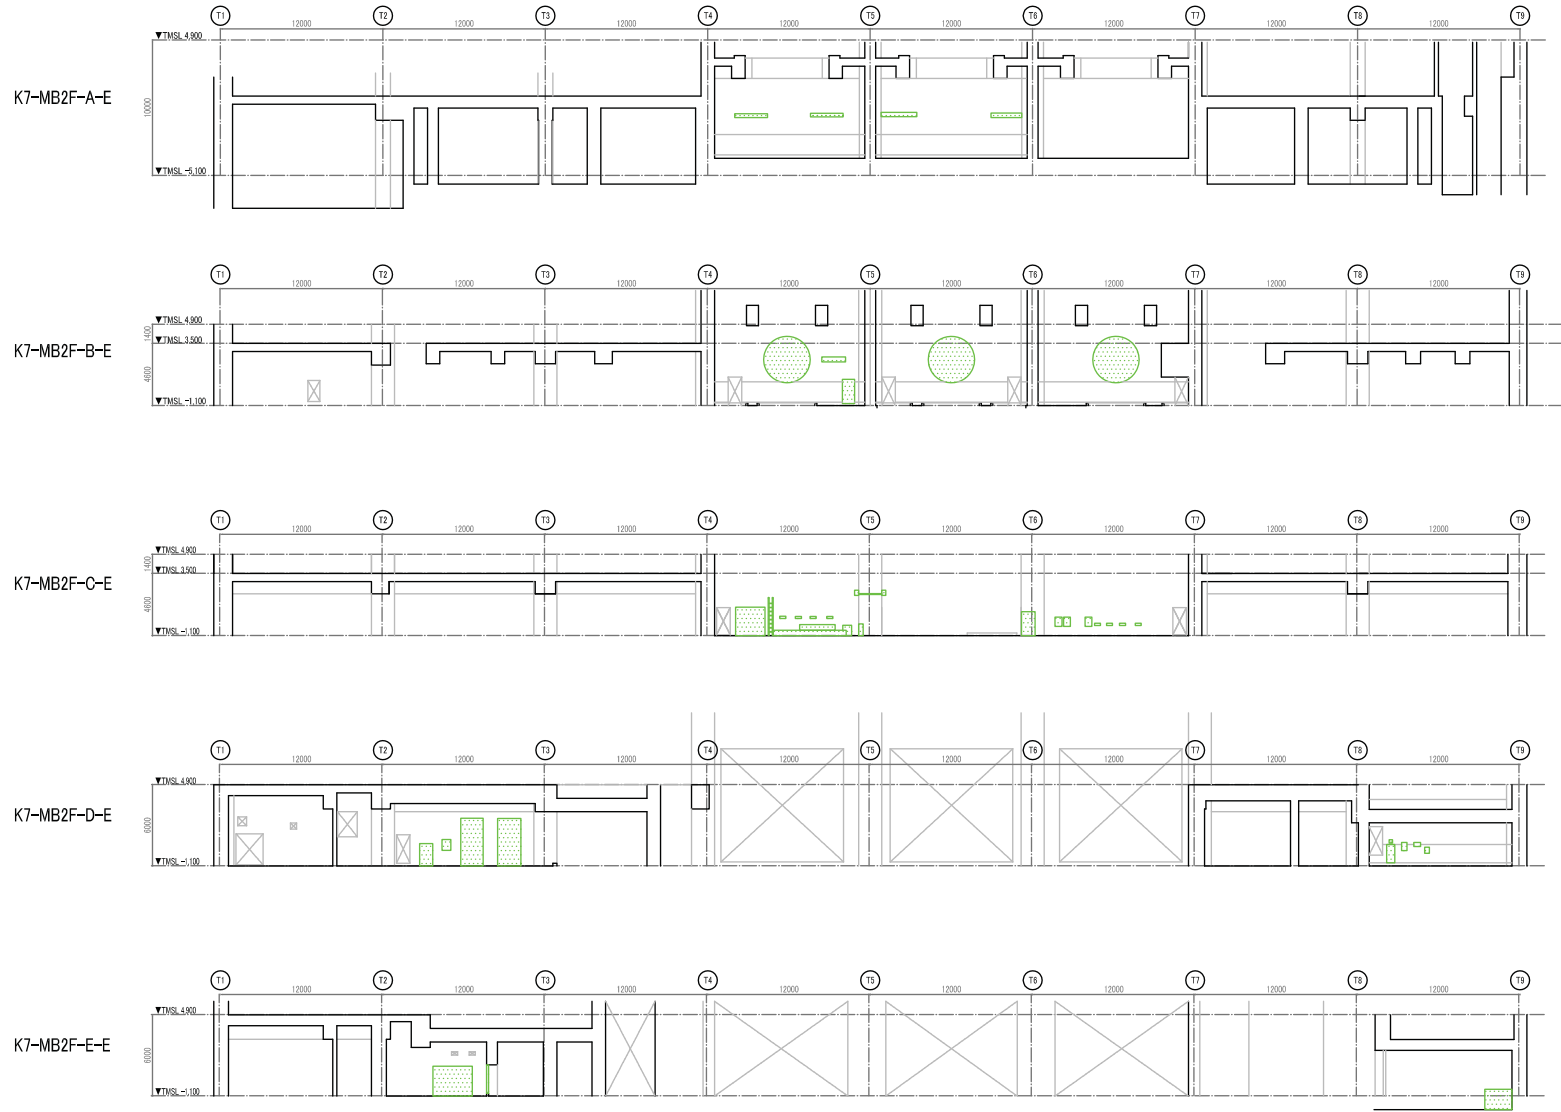 T1 T2 T3 T4 T5 T6 T7 T8 T9
12000 12000 12000 12000 12000 12000 12000 12000
▼TMSL 4,900
K7-MB2F-A-E
10000
▼TMSL -5,100
T1 T2 T3 T4 T5 T6 T7 T8 T9
12000 12000 12000 12000 12000 12000 12000 12000
▼TMSL 4,900
1400
▼TMSL 3,500
K7-MB2F-B-E
4600
▼TMSL -1,100
T1 T2 T3 T4 T5 T6 T7 T8 T9
12000 12000 12000 12000 12000 12000 12000 12000
▼TMSL 4,900
1400
▼TMSL 3,500
K7-MB2F-C-E
4600
▼TMSL -1,100
T1 T2 T3 T4 T5 T6 T7 T8 T9
12000 12000 12000 12000 12000 12000 12000 12000
▼TMSL 4,900
K7-MB2F-D-E
6000
▼TMSL -1,100
T1 T2 T3 T4 T5 T6 T7 T8 T9
12000 12000 12000 12000 12000 12000 12000 12000
▼TMSL 4,900
K7-MB2F-E-E
6000
▼TMSL -1,100